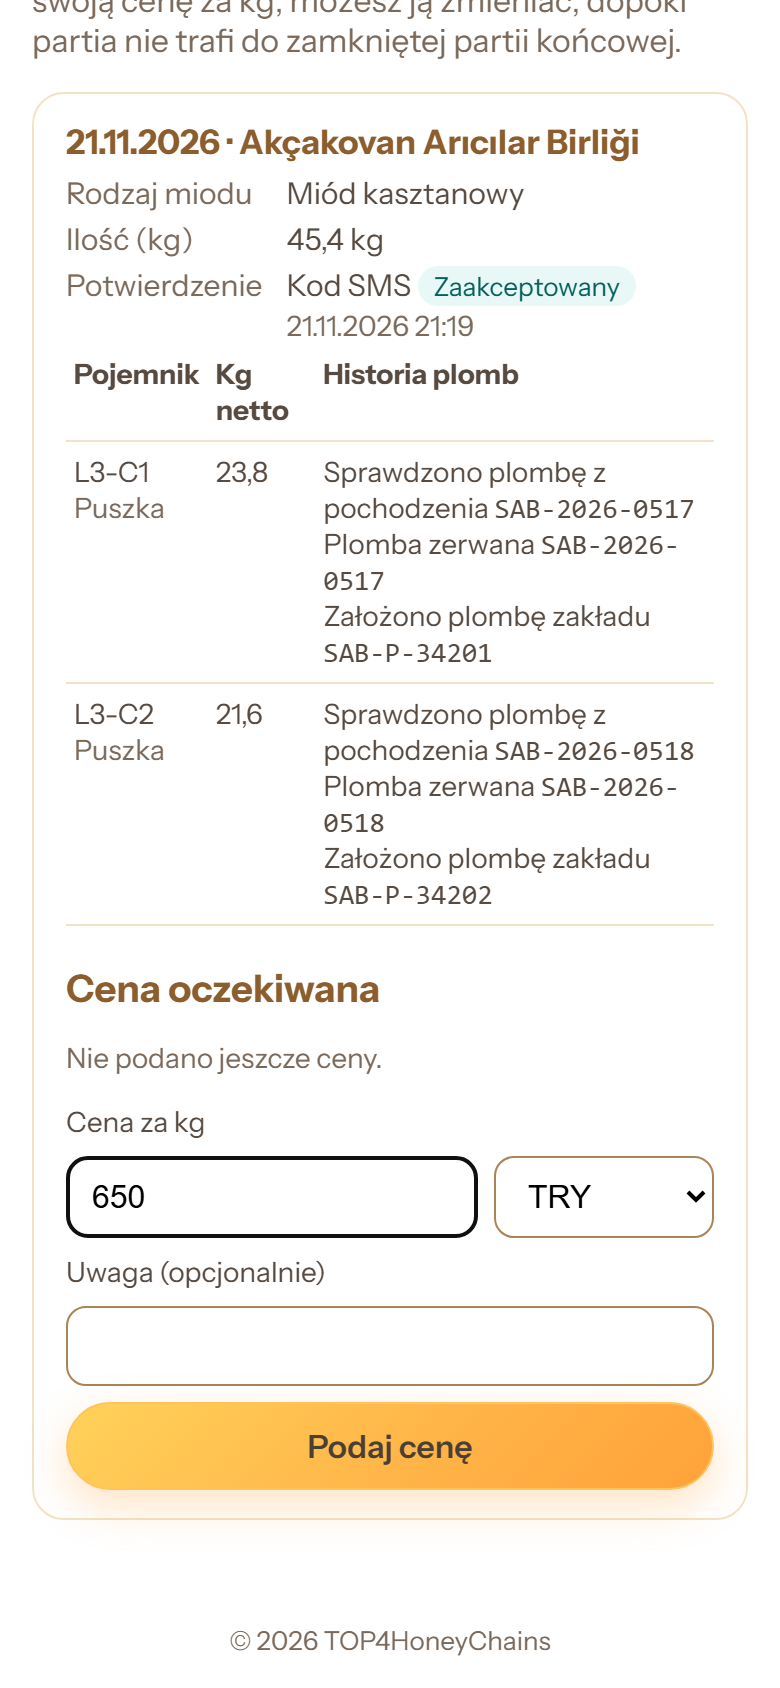 swoją cenę za kg, możesz ją zmieniać, dopóki
partia nie trafi do zamkniętej partii końcowej.
21.11.2026 · Akçakovan Arıcılar Birliği
Rodzaj miodu Miód kasztanowy
Ilość (kg) 45,4 kg
Potwierdzenie Kod SMS Zaakceptowany
21.11.2026 21:19
Pojemnik Kg netto Historia plomb
L3-C1 23,8 Sprawdzono plombę z
Puszka pochodzenia SAB-2026-0517
Plomba zerwana SAB-2026-
0517
Założono plombę zakładu
SAB-P-34201
L3-C2 21,6 Sprawdzono plombę z
Puszka pochodzenia SAB-2026-0518
Plomba zerwana SAB-2026-
0518
Założono plombę zakładu
SAB-P-34202
Cena oczekiwana
Nie podano jeszcze ceny.
Cena za kg
650 TRY
Uwaga (opcjonalnie)
Podaj cenę
© 2026 TOP4HoneyChains